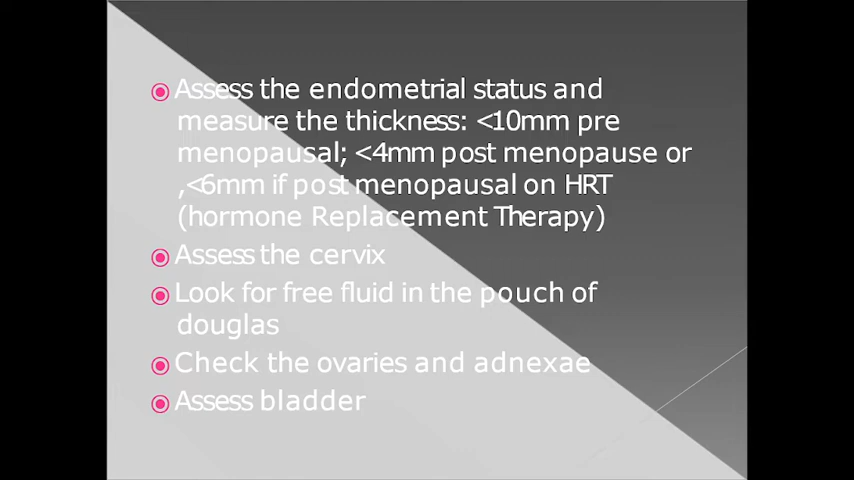 Assess the endometrial status and
measure the thickness: <10mm pre
menopausal; <4mm post menopause or
,<6mm if post menopausal on HRT
(hormone Replacement Therapy)
Assess the cervix
Look for free fluid in the pouch of
douglas
Check the ovaries and adnexae
Assess bladder